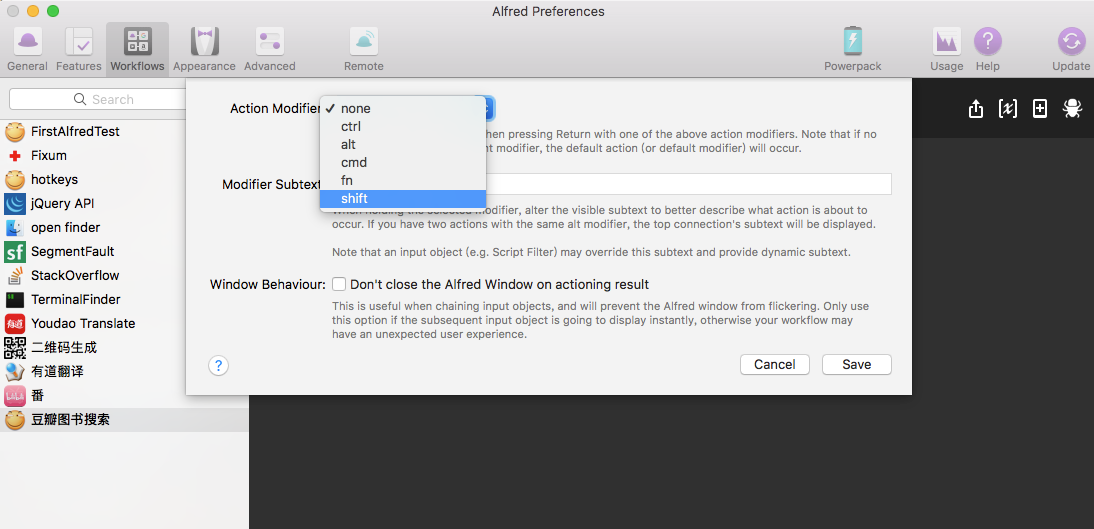 Alfred Preferences
General Features Workflows Appearance Advanced Remote Powerpack Usage Help Update
Search
FirstAlfredTest
Fixum
hotkeys
jQuery API
open finder
SegmentFault
StackOverflow
TerminalFinder
Youdao Translate
二维码生成
有道翻译
番
豆瓣图书搜索
Action Modifier
✓ none
ctrl
alt
cmd
fn
shift
hen pressing Return with one of the above action modifiers. Note that if no
nt modifier, the default action (or default modifier) will occur.
Modifier Subtext
When holding the selected modifier, alter the visible subtext to better describe what action is about to
occur. If you have two actions with the same alt modifier, the top connection's subtext will be displayed.
Note that an input object (e.g. Script Filter) may override this subtext and provide dynamic subtext.
Window Behaviour: Don't close the Alfred Window on actioning result
This is useful when chaining input objects, and will prevent the Alfred window from flickering. Only use
this option if the subsequent input object is going to display instantly, otherwise your workflow may
have an unexpected user experience.
? Cancel Save